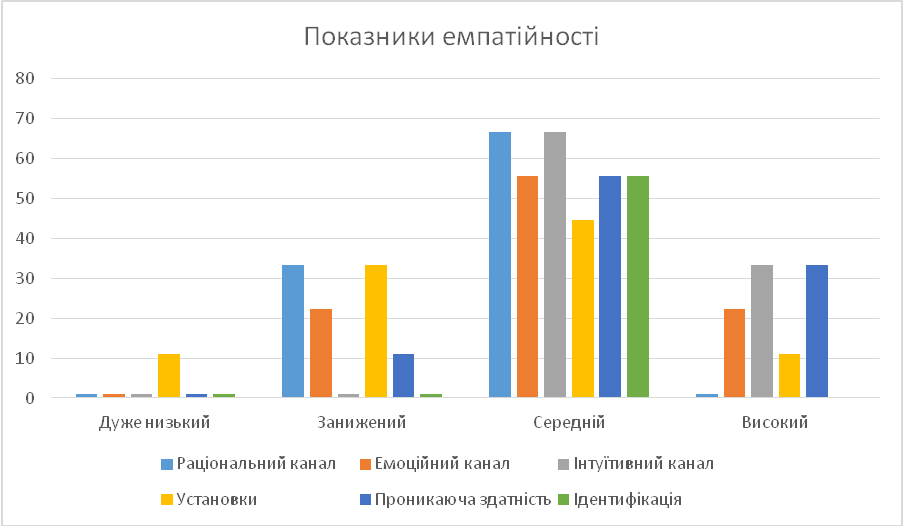 Показники емпатійності
80
70
60
50
40
30
20
10
0
Дуже низький Занижений Середній Високий
Раціональний канал Емоційний канал Інтуїтивний канал
Установки Проникаюча здатність Ідентифікація